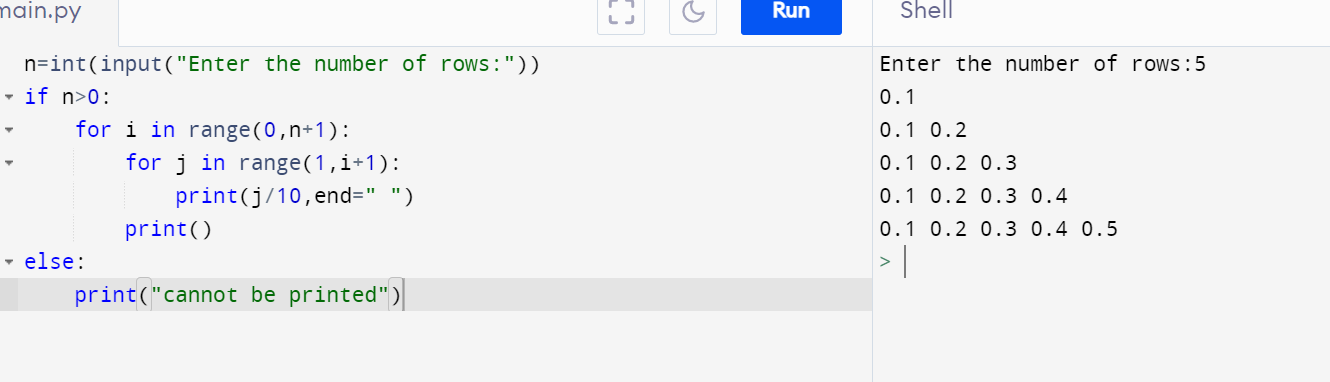 main.py
Run
Shell
n=int(input("Enter the number of rows:"))
if n>0:
    for i in range(0,n+1):
        for j in range(1,i+1):
            print(j/10,end=" ")
        print()
else:
    print("cannot be printed")
Enter the number of rows:5
0.1
0.1 0.2
0.1 0.2 0.3
0.1 0.2 0.3 0.4
0.1 0.2 0.3 0.4 0.5
>